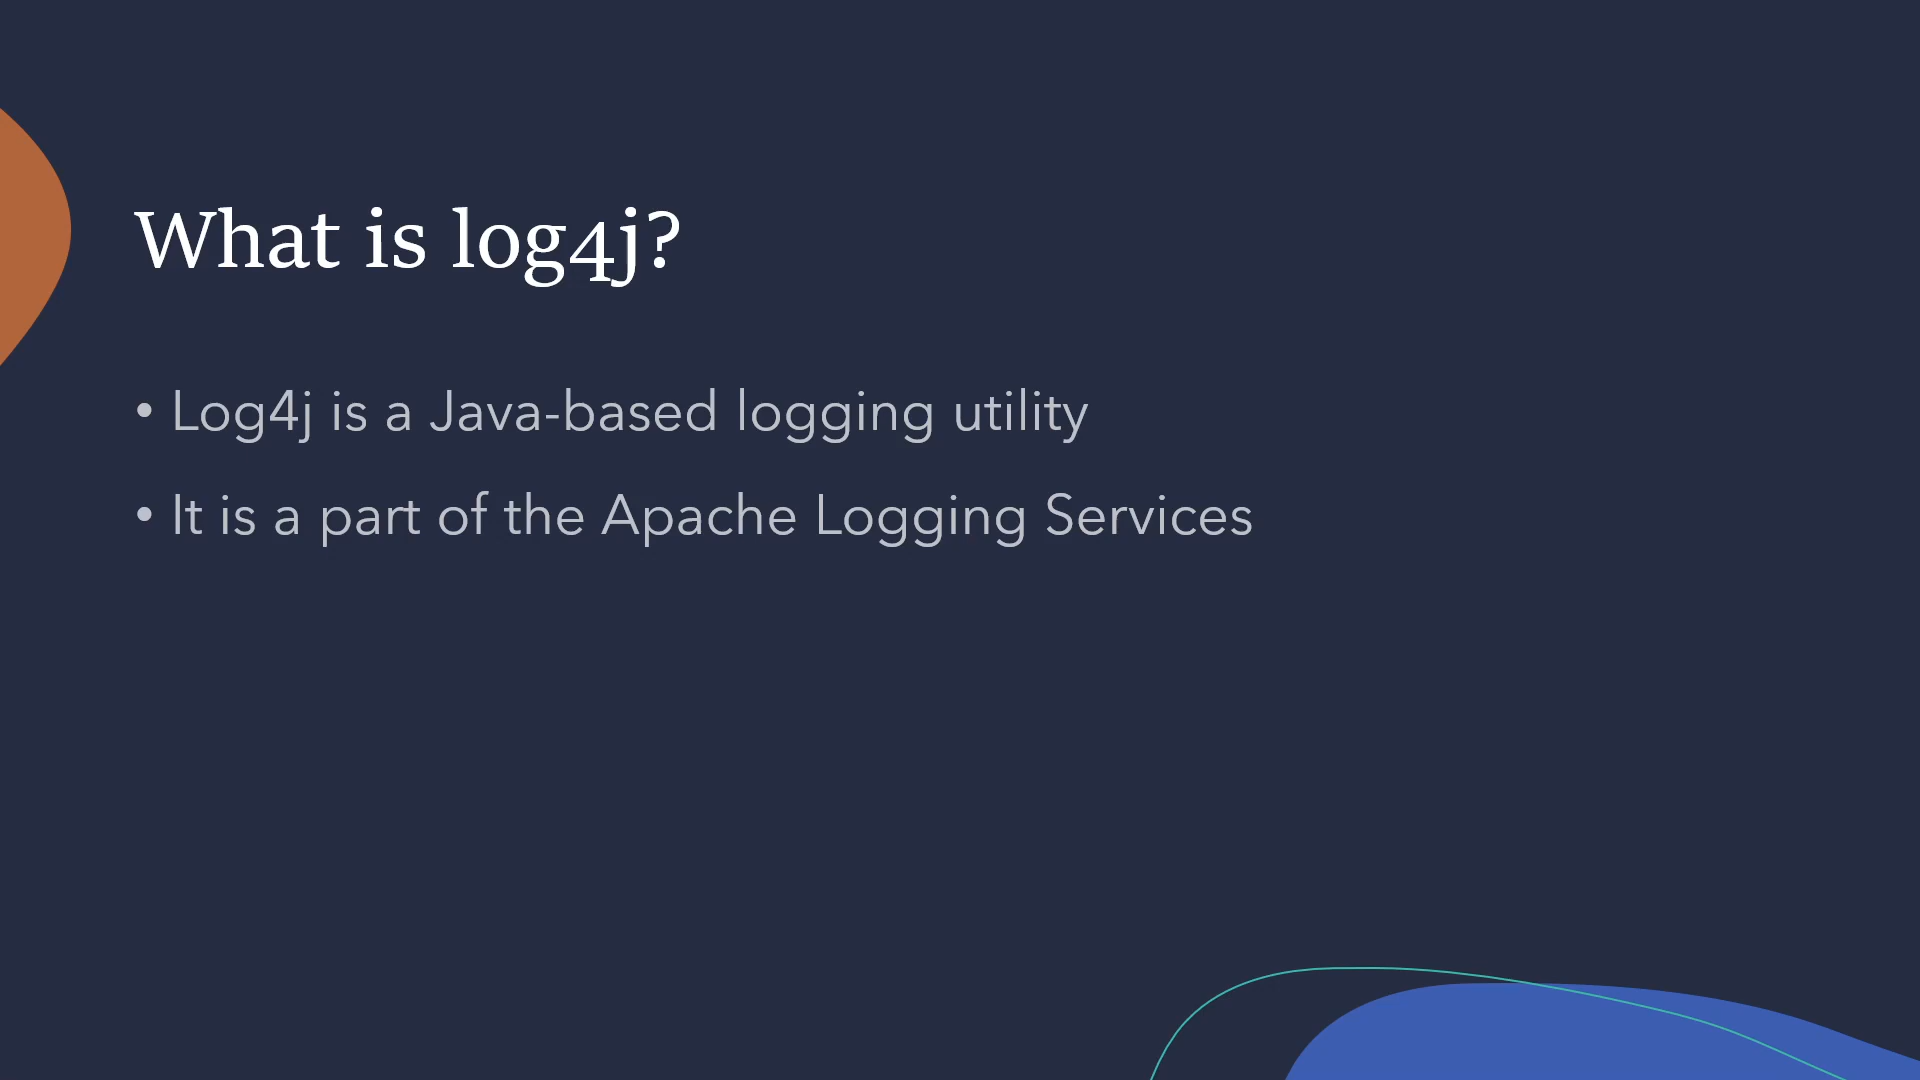 What is log4j?
• Log4j is a Java-based logging utility
• It is a part of the Apache Logging Services